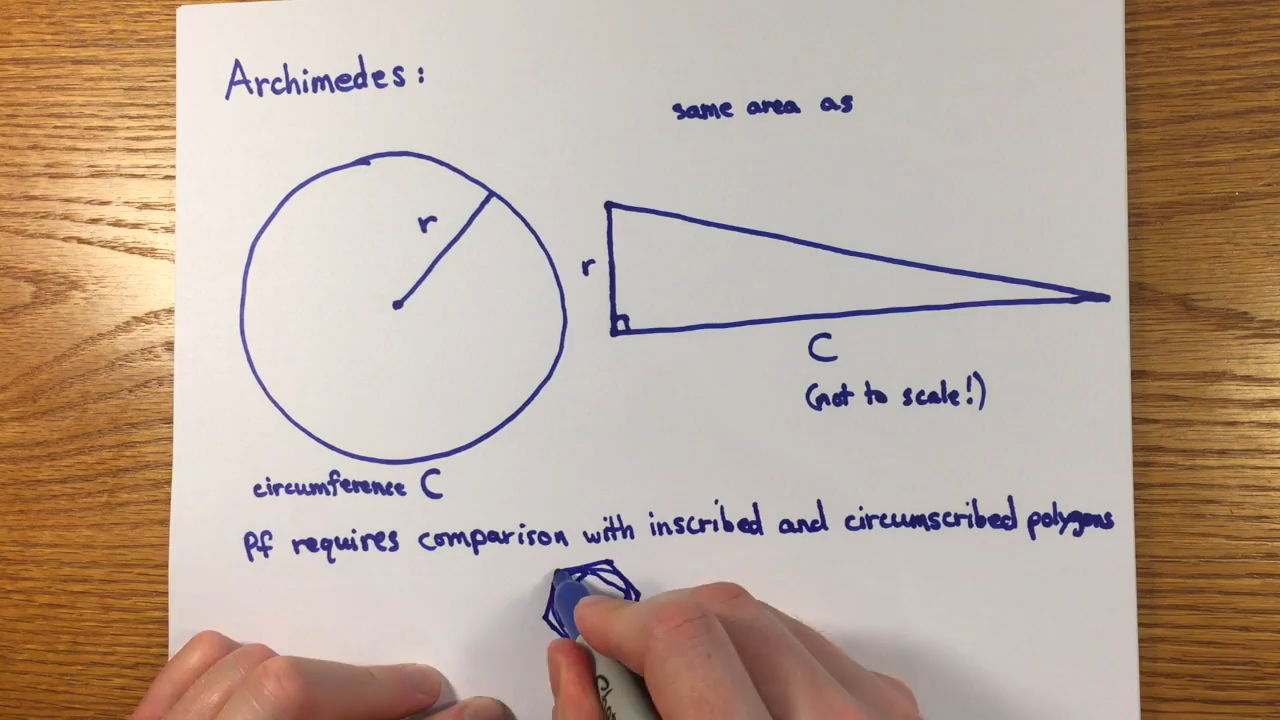 Archimedes:
same area as
r
r
C
(not to scale!)
circumference C
Pf requires comparison with inscribed and circumscribed polygons